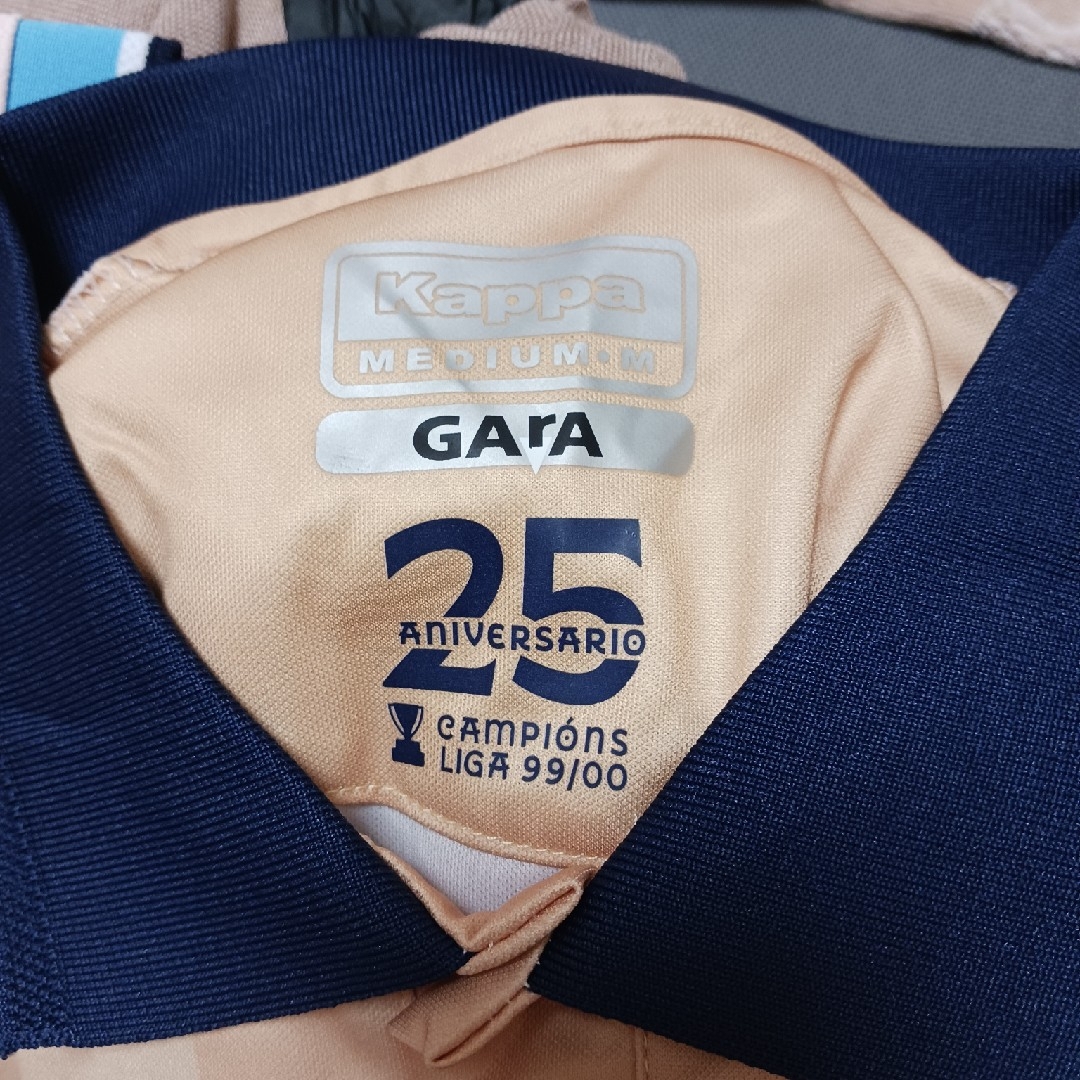 Kappa
MEDIUM·M
GArA
25
ANIVERSARIO
CAMPIÓNS
LIGA 99/00